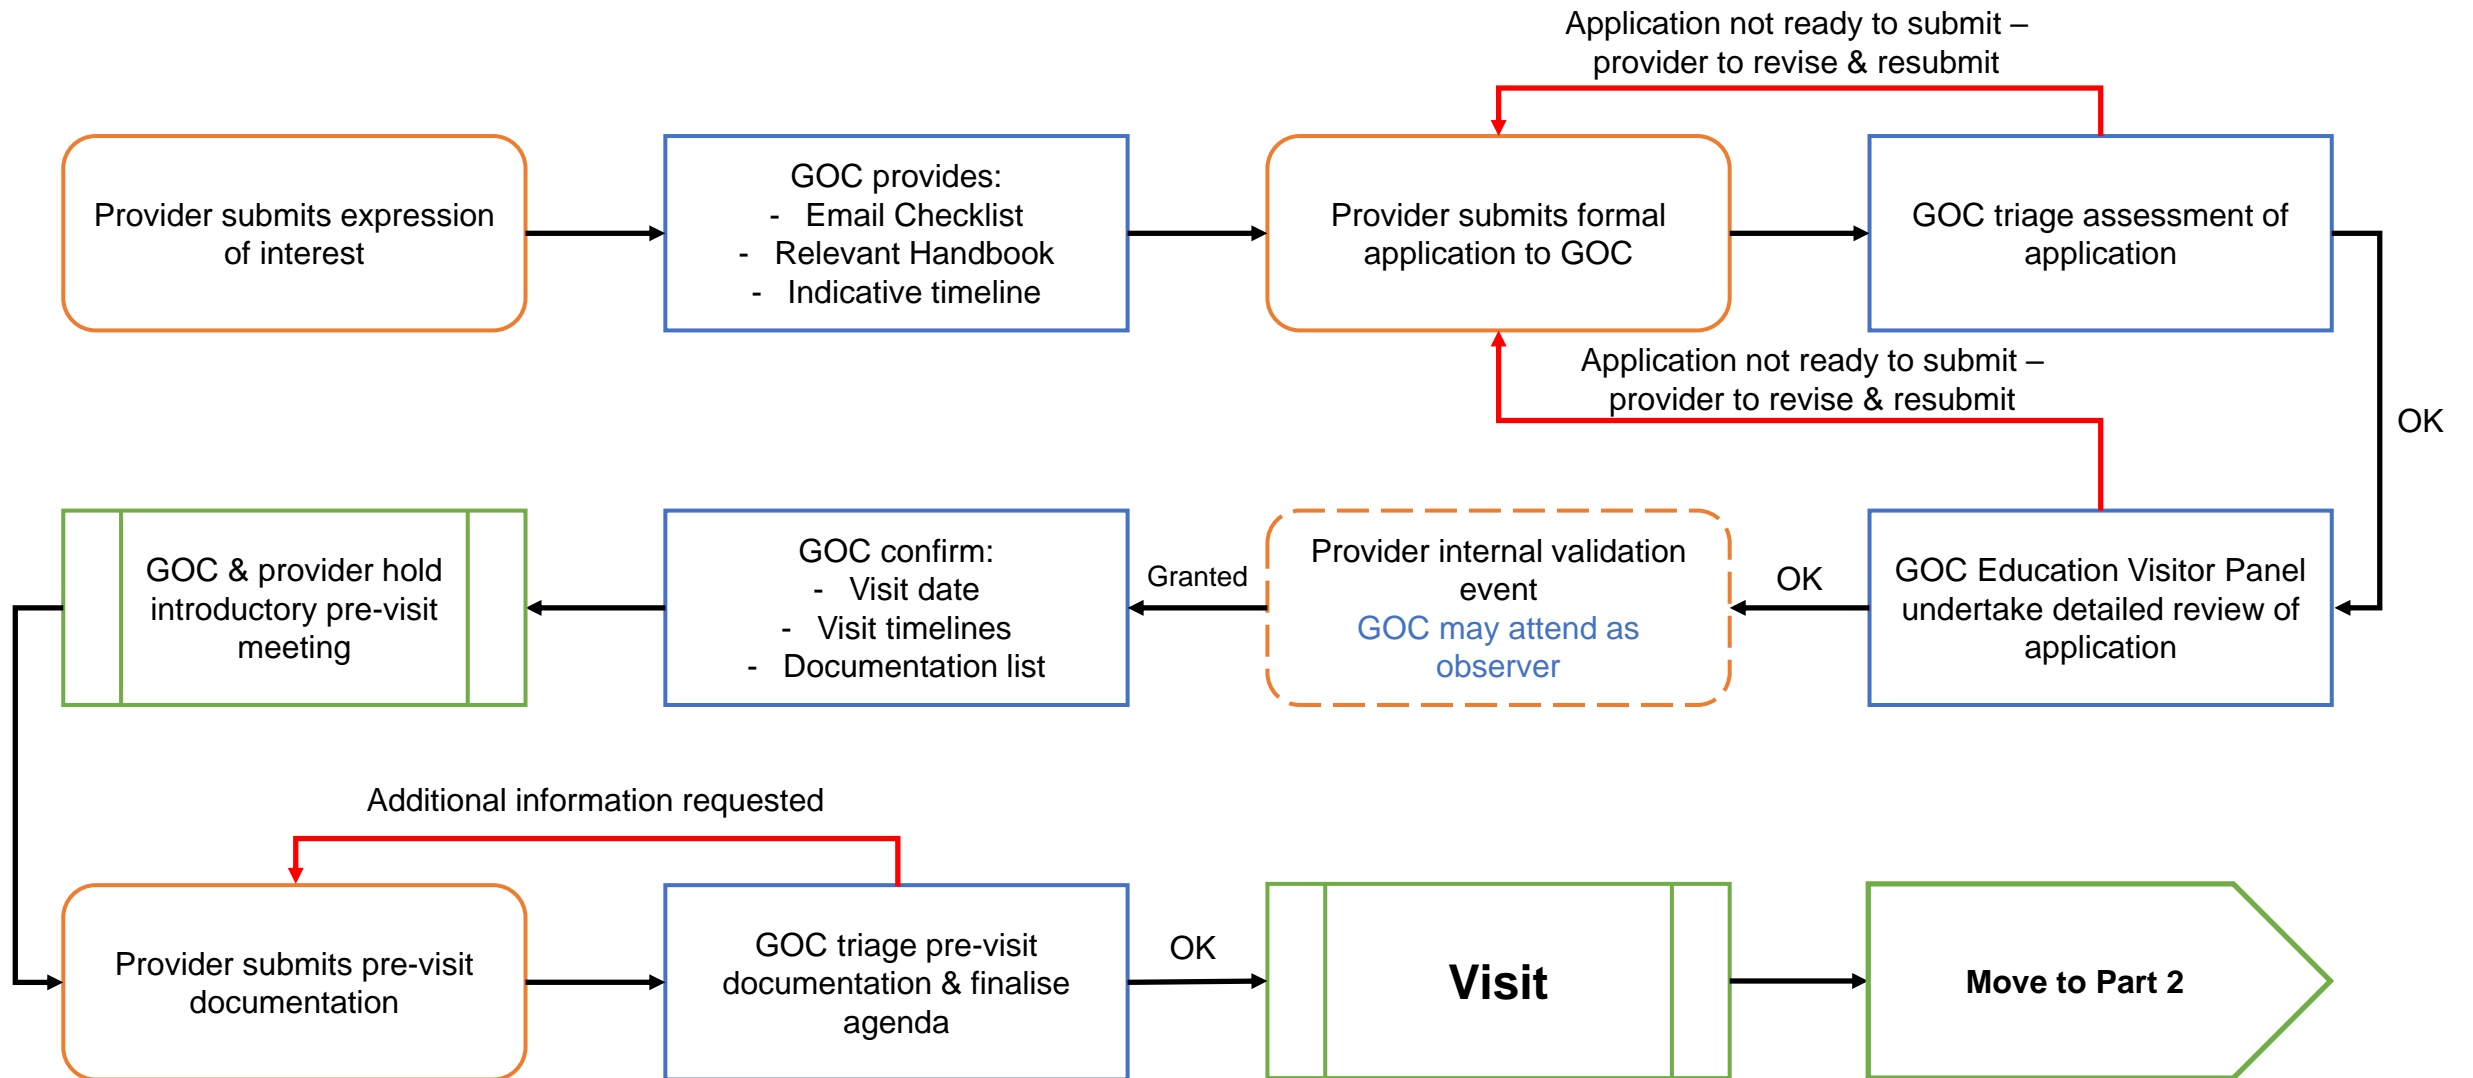 Application not ready to submit –
provider to revise & resubmit
Provider submits expression
of interest
GOC provides:
- Email Checklist
- Relevant Handbook
- Indicative timeline
Provider submits formal
application to GOC
GOC triage assessment of
application
Application not ready to submit –
provider to revise & resubmit
OK
GOC & provider hold
introductory pre-visit
meeting
GOC confirm:
- Visit date
- Visit timelines
- Documentation list
Granted
Provider internal validation
event
GOC may attend as
observer
OK
GOC Education Visitor Panel
undertake detailed review of
application
Additional information requested
Provider submits pre-visit
documentation
GOC triage pre-visit
documentation & finalise
agenda
OK
Visit
Move to Part 2